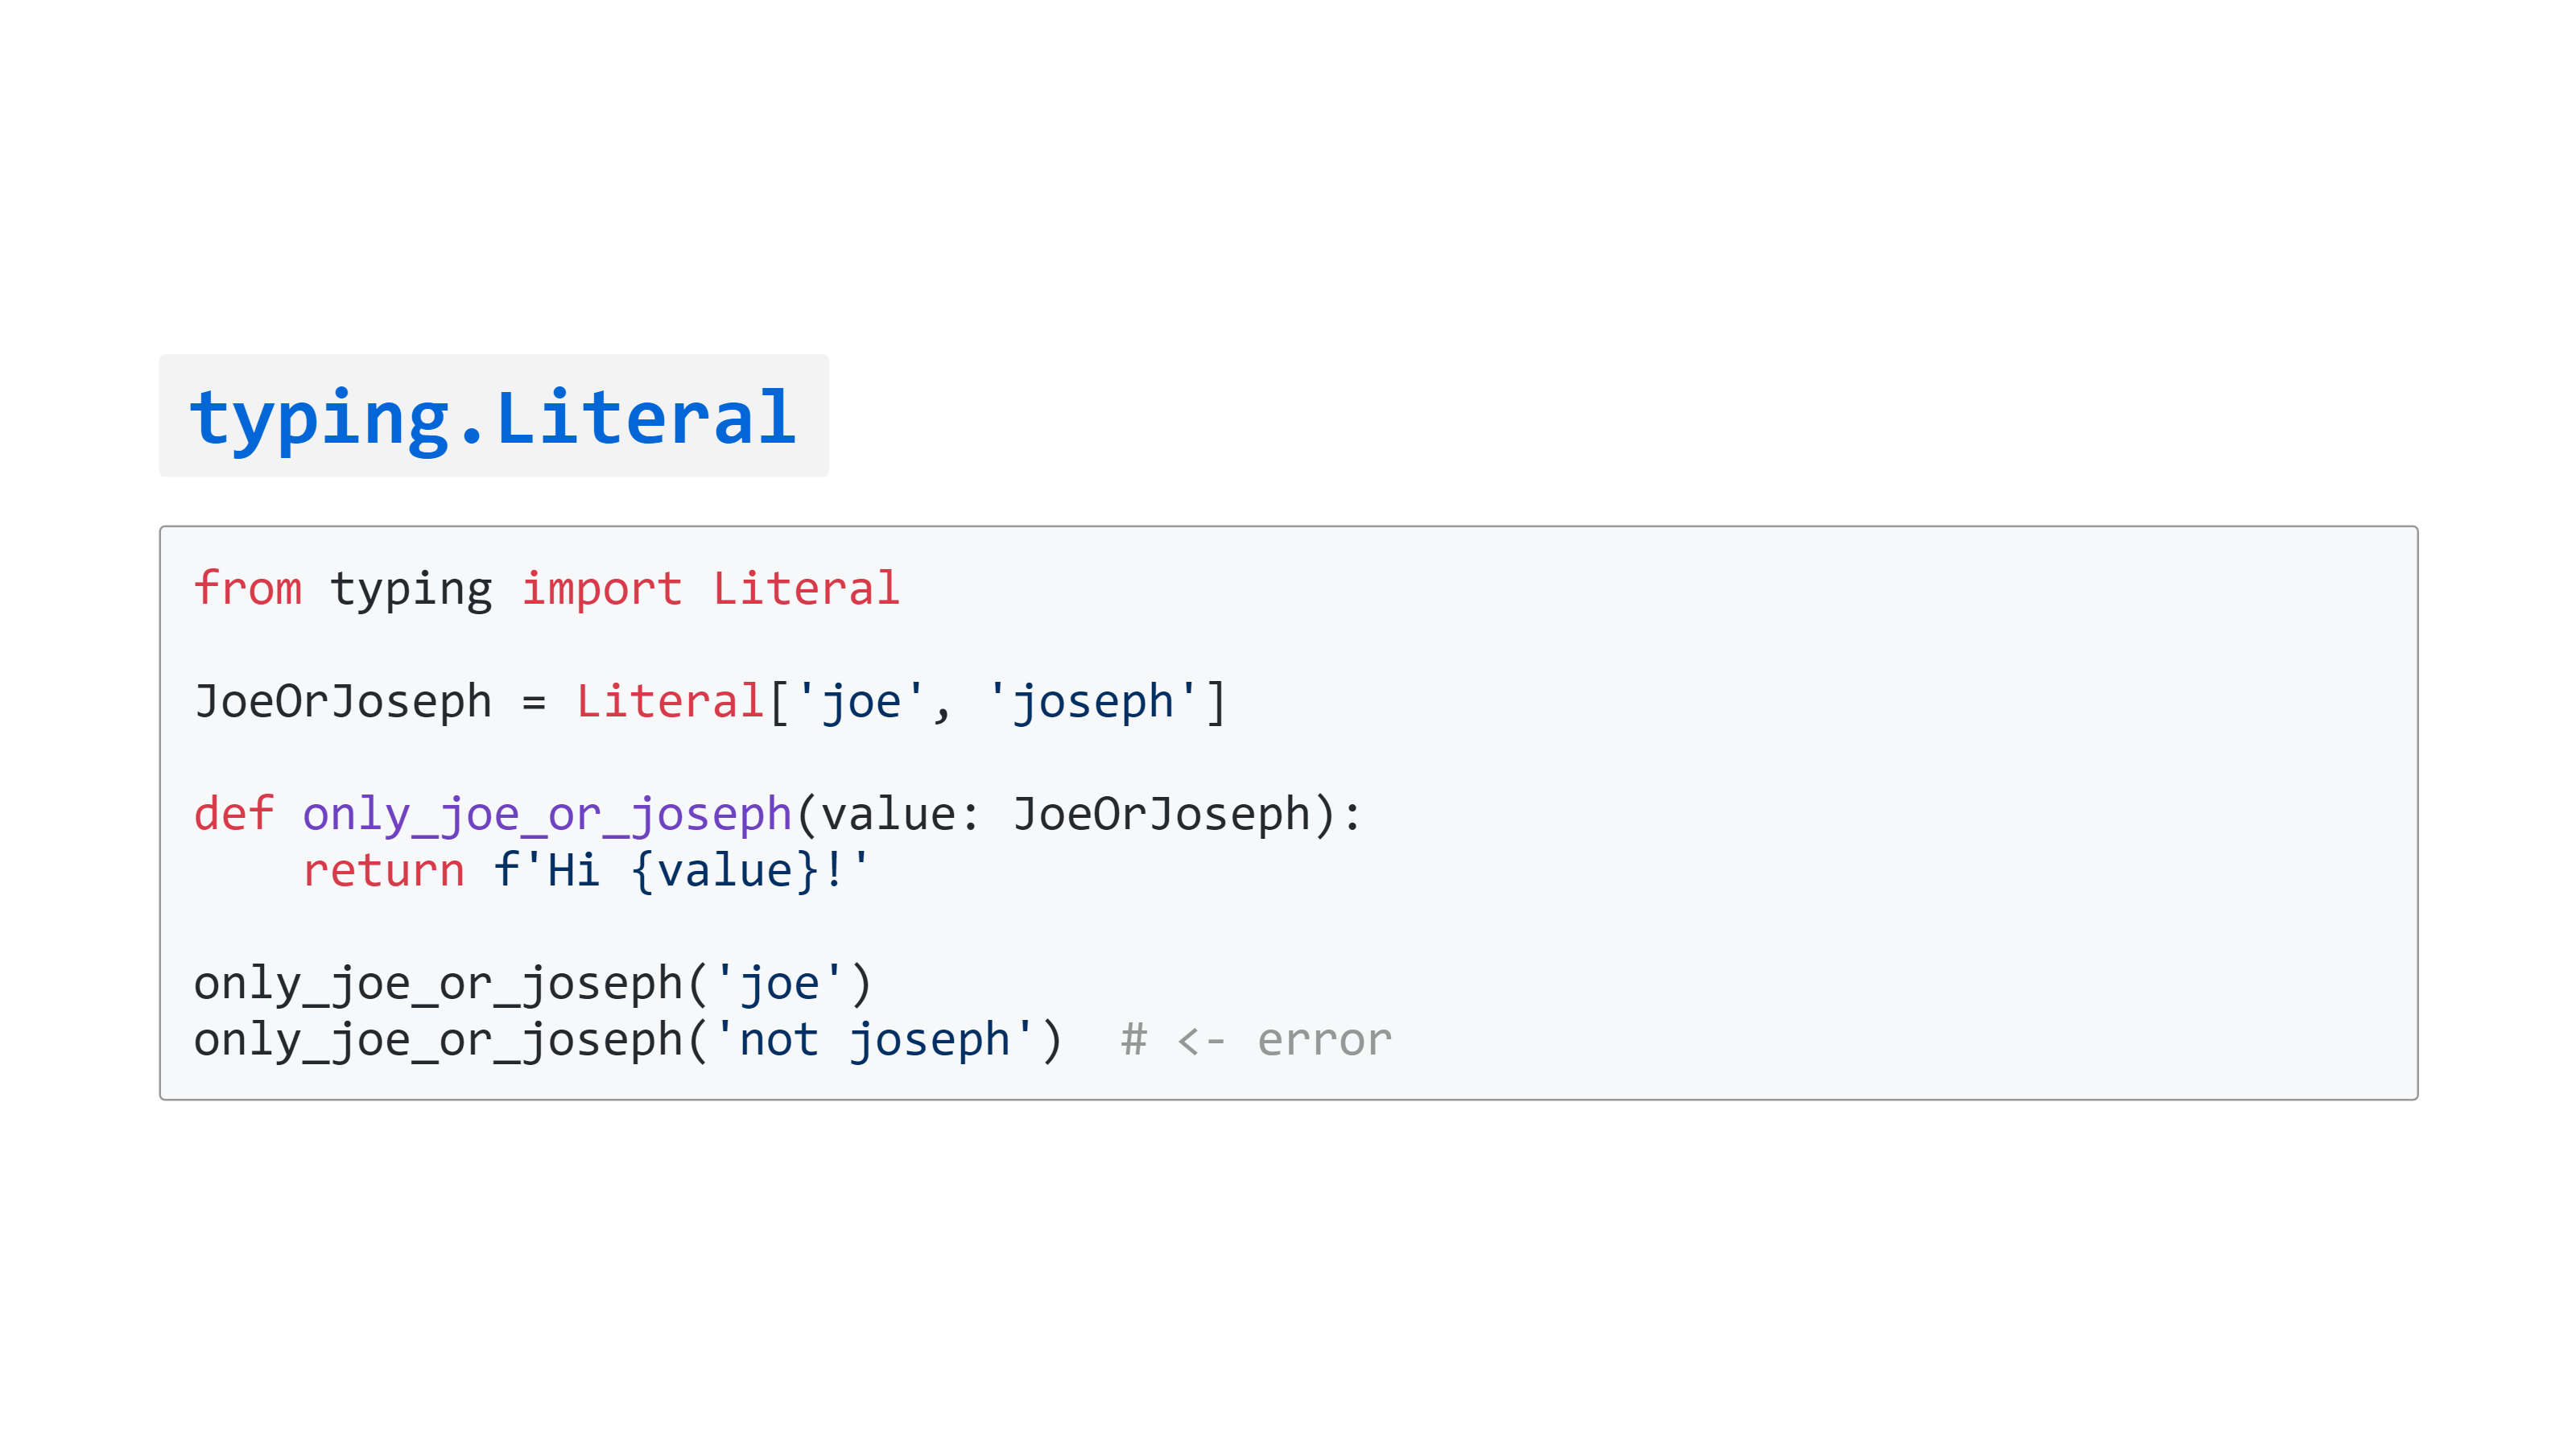 typing.Literal
from typing import Literal
JoeOrJoseph = Literal['joe', 'joseph']
def only_joe_or_joseph(value: JoeOrJoseph):
    return f'Hi {value}!'
only_joe_or_joseph('joe')
only_joe_or_joseph('not joseph')  # <- error